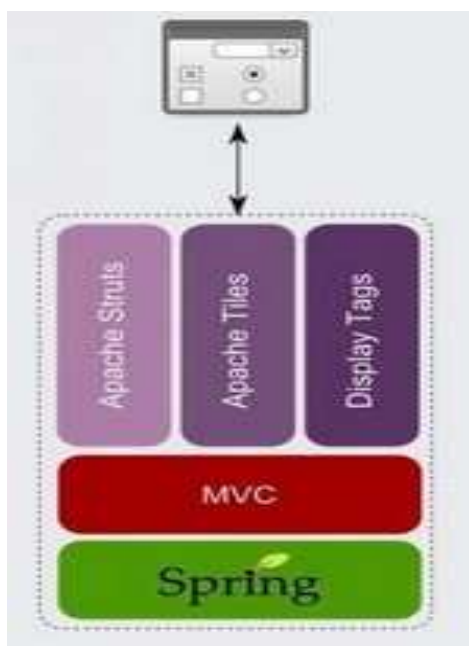 Apache Struts
Apache Tiles
Display Tags
MVC
Spring